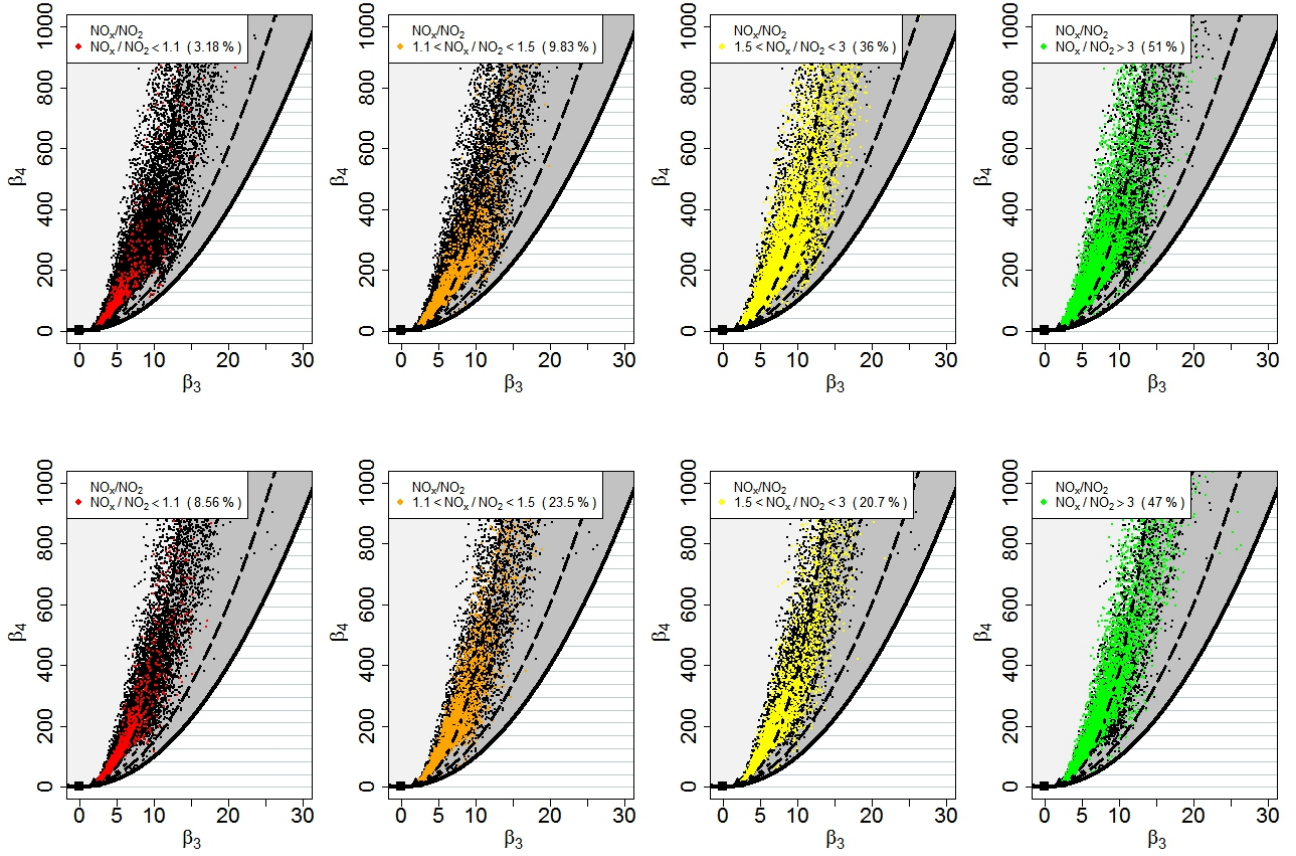 NOx/NO2
NOx / NO2 < 1.1 ( 3.18 % )
β4
0 200 400 600 800 1000
0 5 10 20 30
β3
NOx/NO2
1.1 < NOx / NO2 < 1.5 ( 9.83 % )
β4
0 200 400 600 800 1000
0 5 10 20 30
β3
NOx/NO2
1.5 < NOx / NO2 < 3 ( 36 % )
β4
0 200 400 600 800 1000
0 5 10 20 30
β3
NOx/NO2
NOx / NO2 > 3 ( 51 % )
β4
0 200 400 600 800 1000
0 5 10 20 30
β3
NOx/NO2
NOx / NO2 < 1.1 ( 8.56 % )
β4
0 200 400 600 800 1000
0 5 10 20 30
β3
NOx/NO2
1.1 < NOx / NO2 < 1.5 ( 23.5 % )
β4
0 200 400 600 800 1000
0 5 10 20 30
β3
NOx/NO2
1.5 < NOx / NO2 < 3 ( 20.7 % )
β4
0 200 400 600 800 1000
0 5 10 20 30
β3
NOx/NO2
NOx / NO2 > 3 ( 47 % )
β4
0 200 400 600 800 1000
0 5 10 20 30
β3